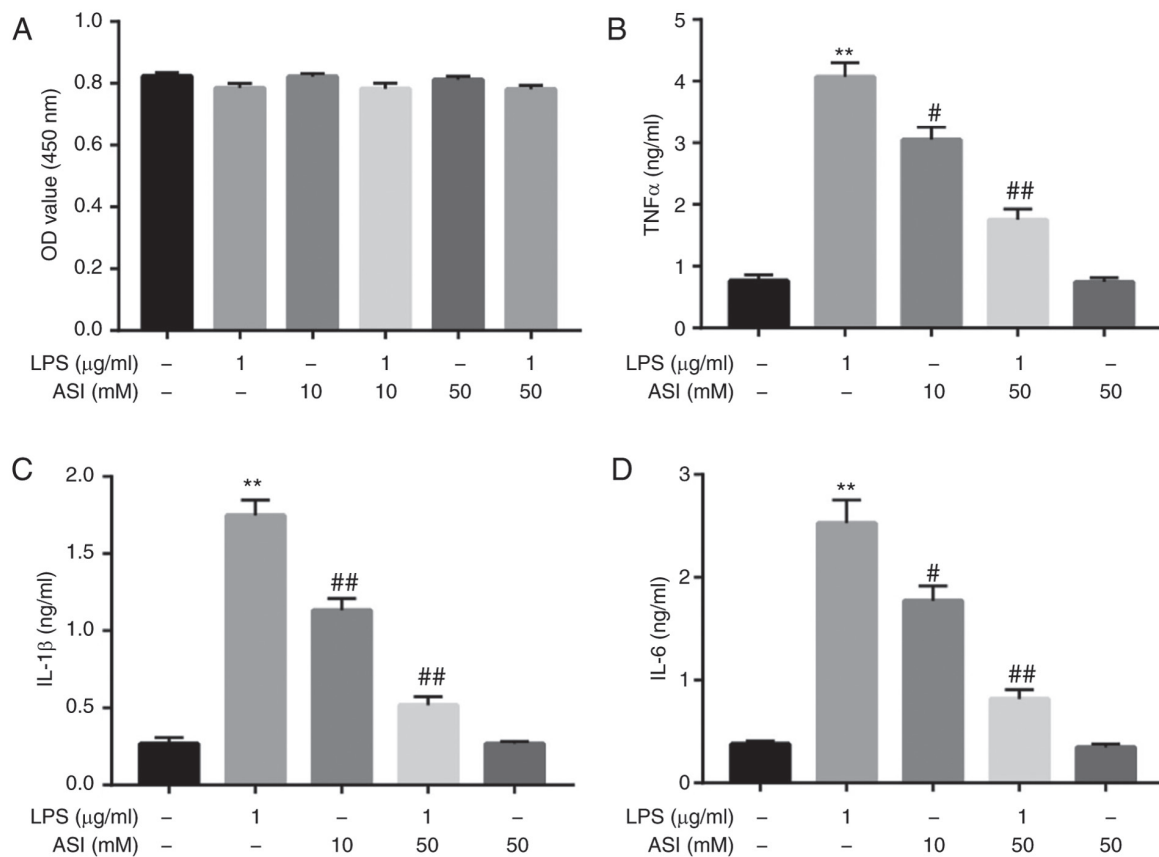 A
OD value (450 nm)
1.0
0.8
0.6
0.4
0.2
0.0
LPS (μg/ml) – 1 – 1 – 1
ASI (mM) – – 10 10 50 50
B
TNFα (ng/ml)
5
4
3
2
1
0
**
#
##
LPS (μg/ml) – 1 – 1 –
ASI (mM) – – 10 50 50
C
IL-1β (ng/ml)
2.0
1.5
1.0
0.5
0.0
**
##
##
LPS (μg/ml) – 1 – 1 –
ASI (mM) – – 10 50 50
D
IL-6 (ng/ml)
3
2
1
0
**
#
##
LPS (μg/ml) – 1 – 1 –
ASI (mM) – – 10 50 50